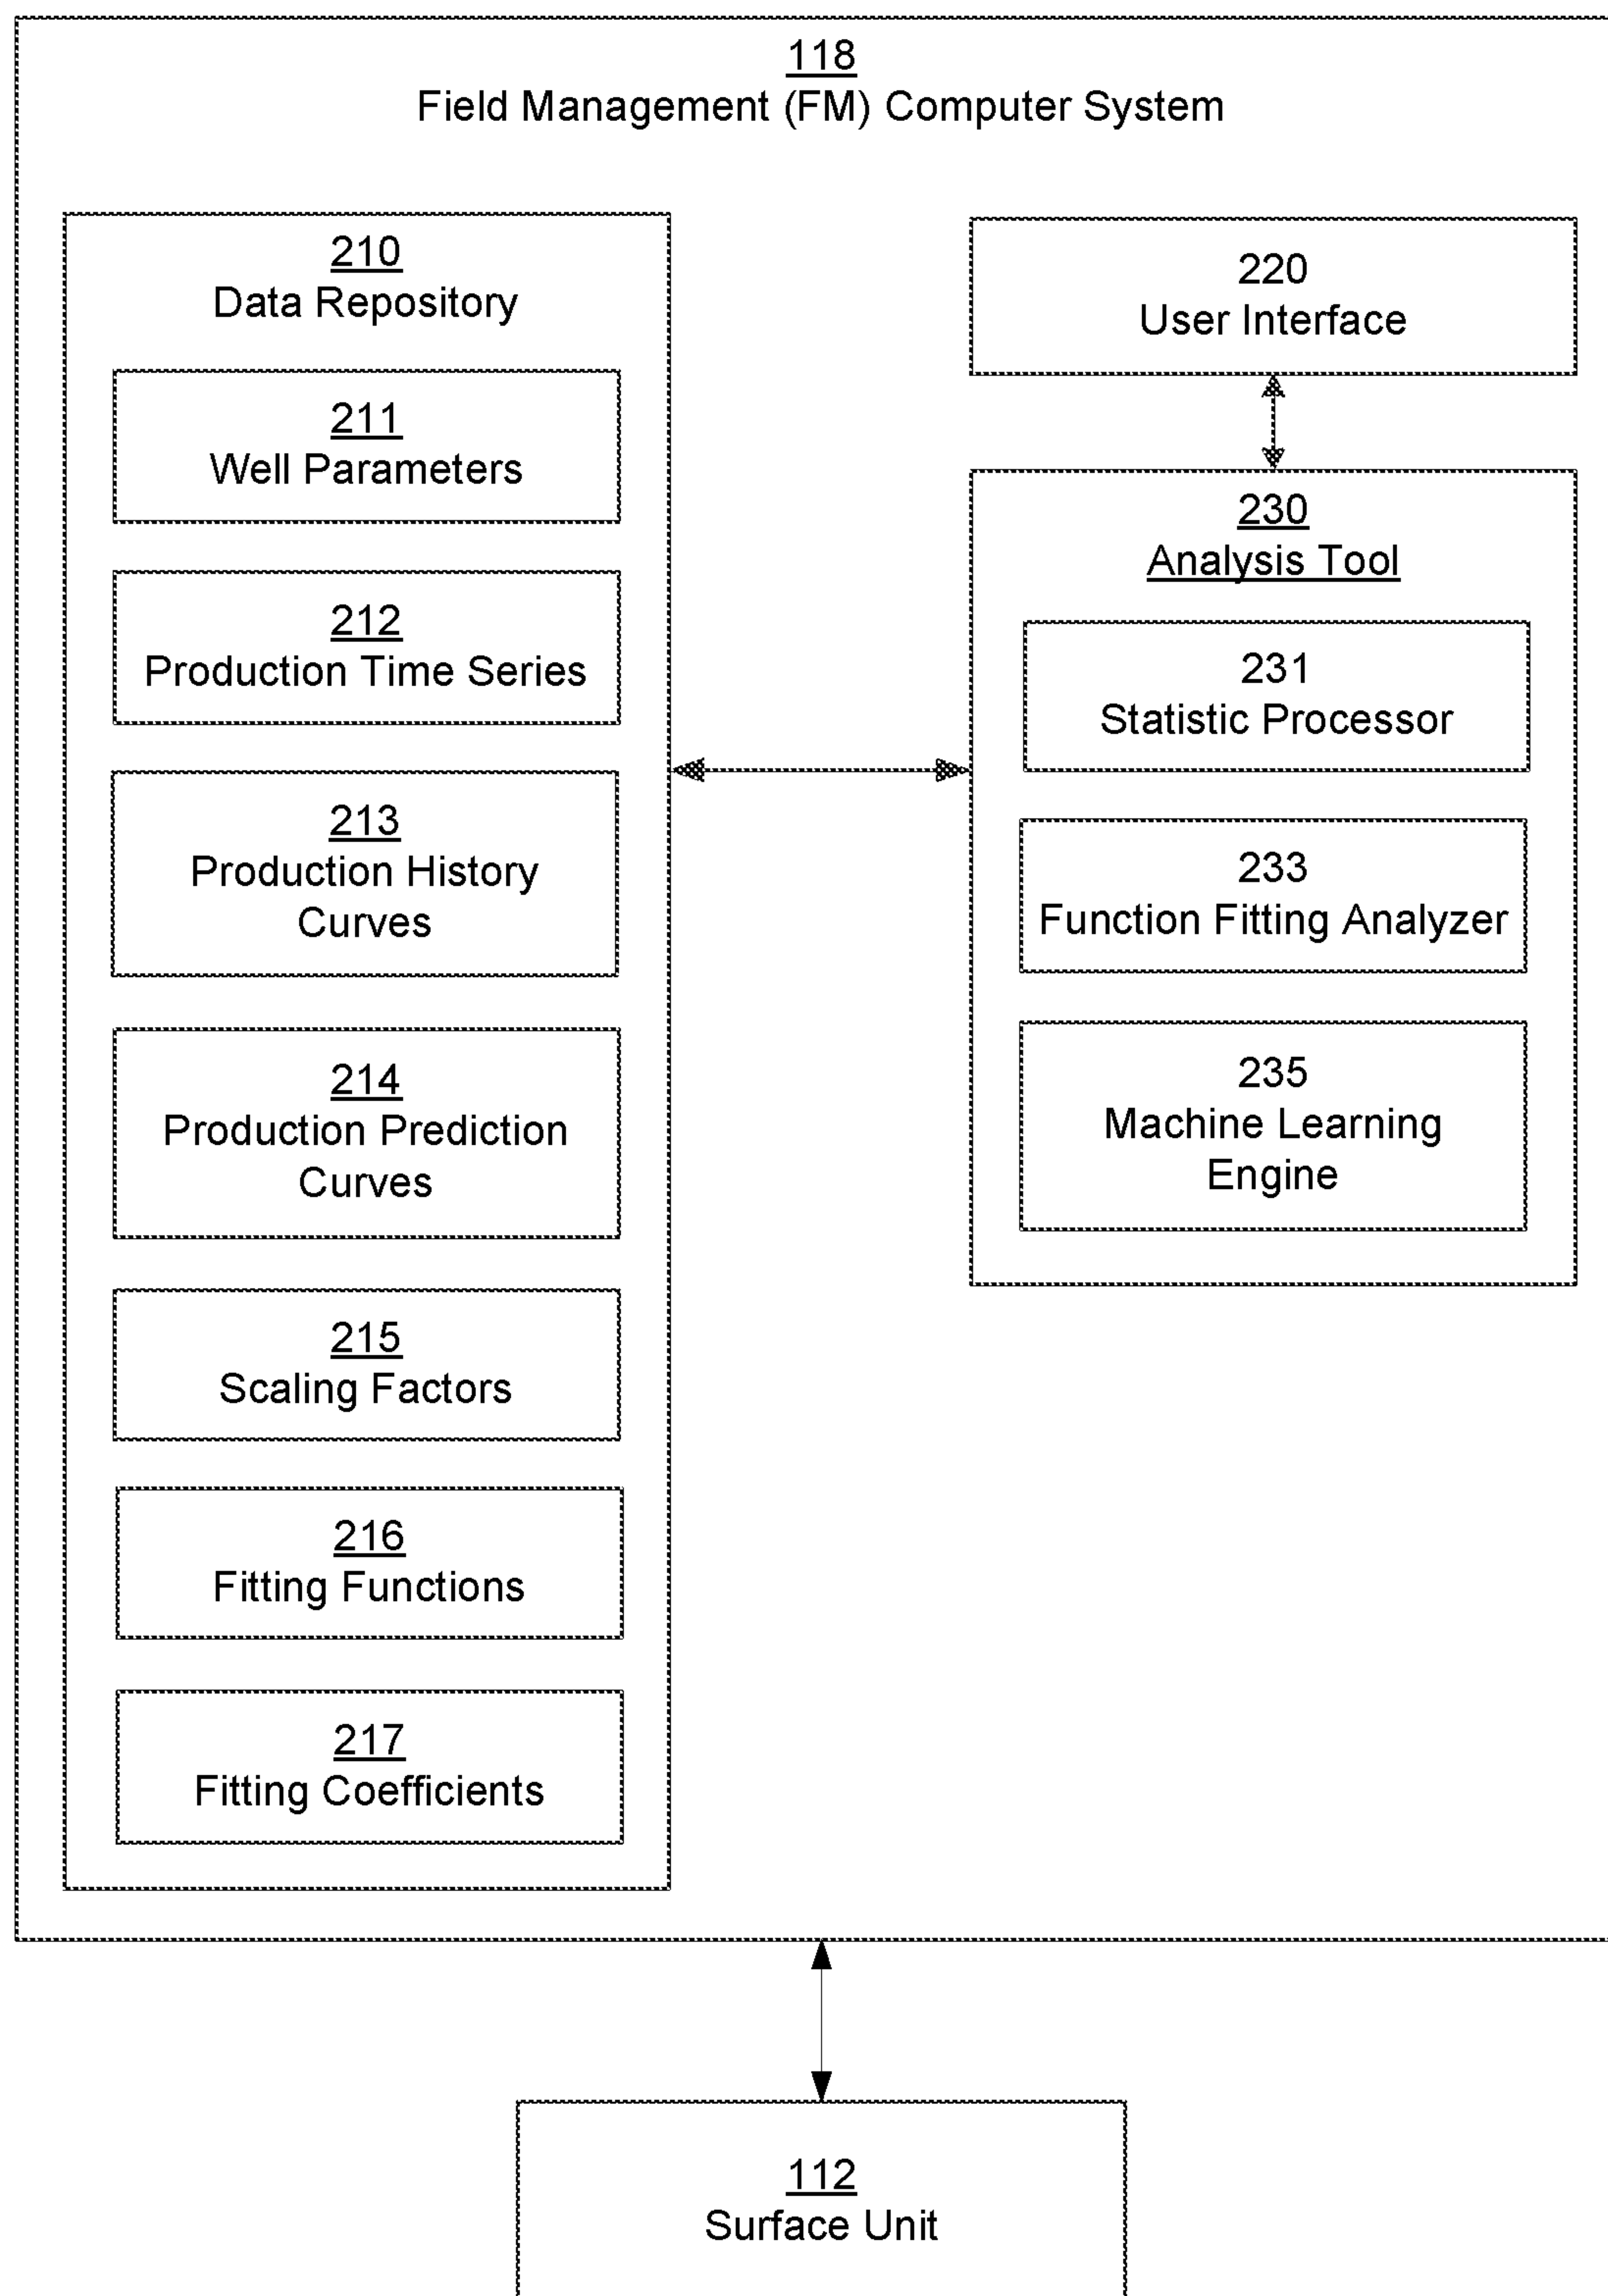 118
Field Management (FM) Computer System
210
Data Repository
211
Well Parameters
212
Production Time Series
213
Production History
Curves
214
Production Prediction
Curves
215
Scaling Factors
216
Fitting Functions
217
Fitting Coefficients
220
User Interface
230
Analysis Tool
231
Statistic Processor
233
Function Fitting Analyzer
235
Machine Learning
Engine
112
Surface Unit